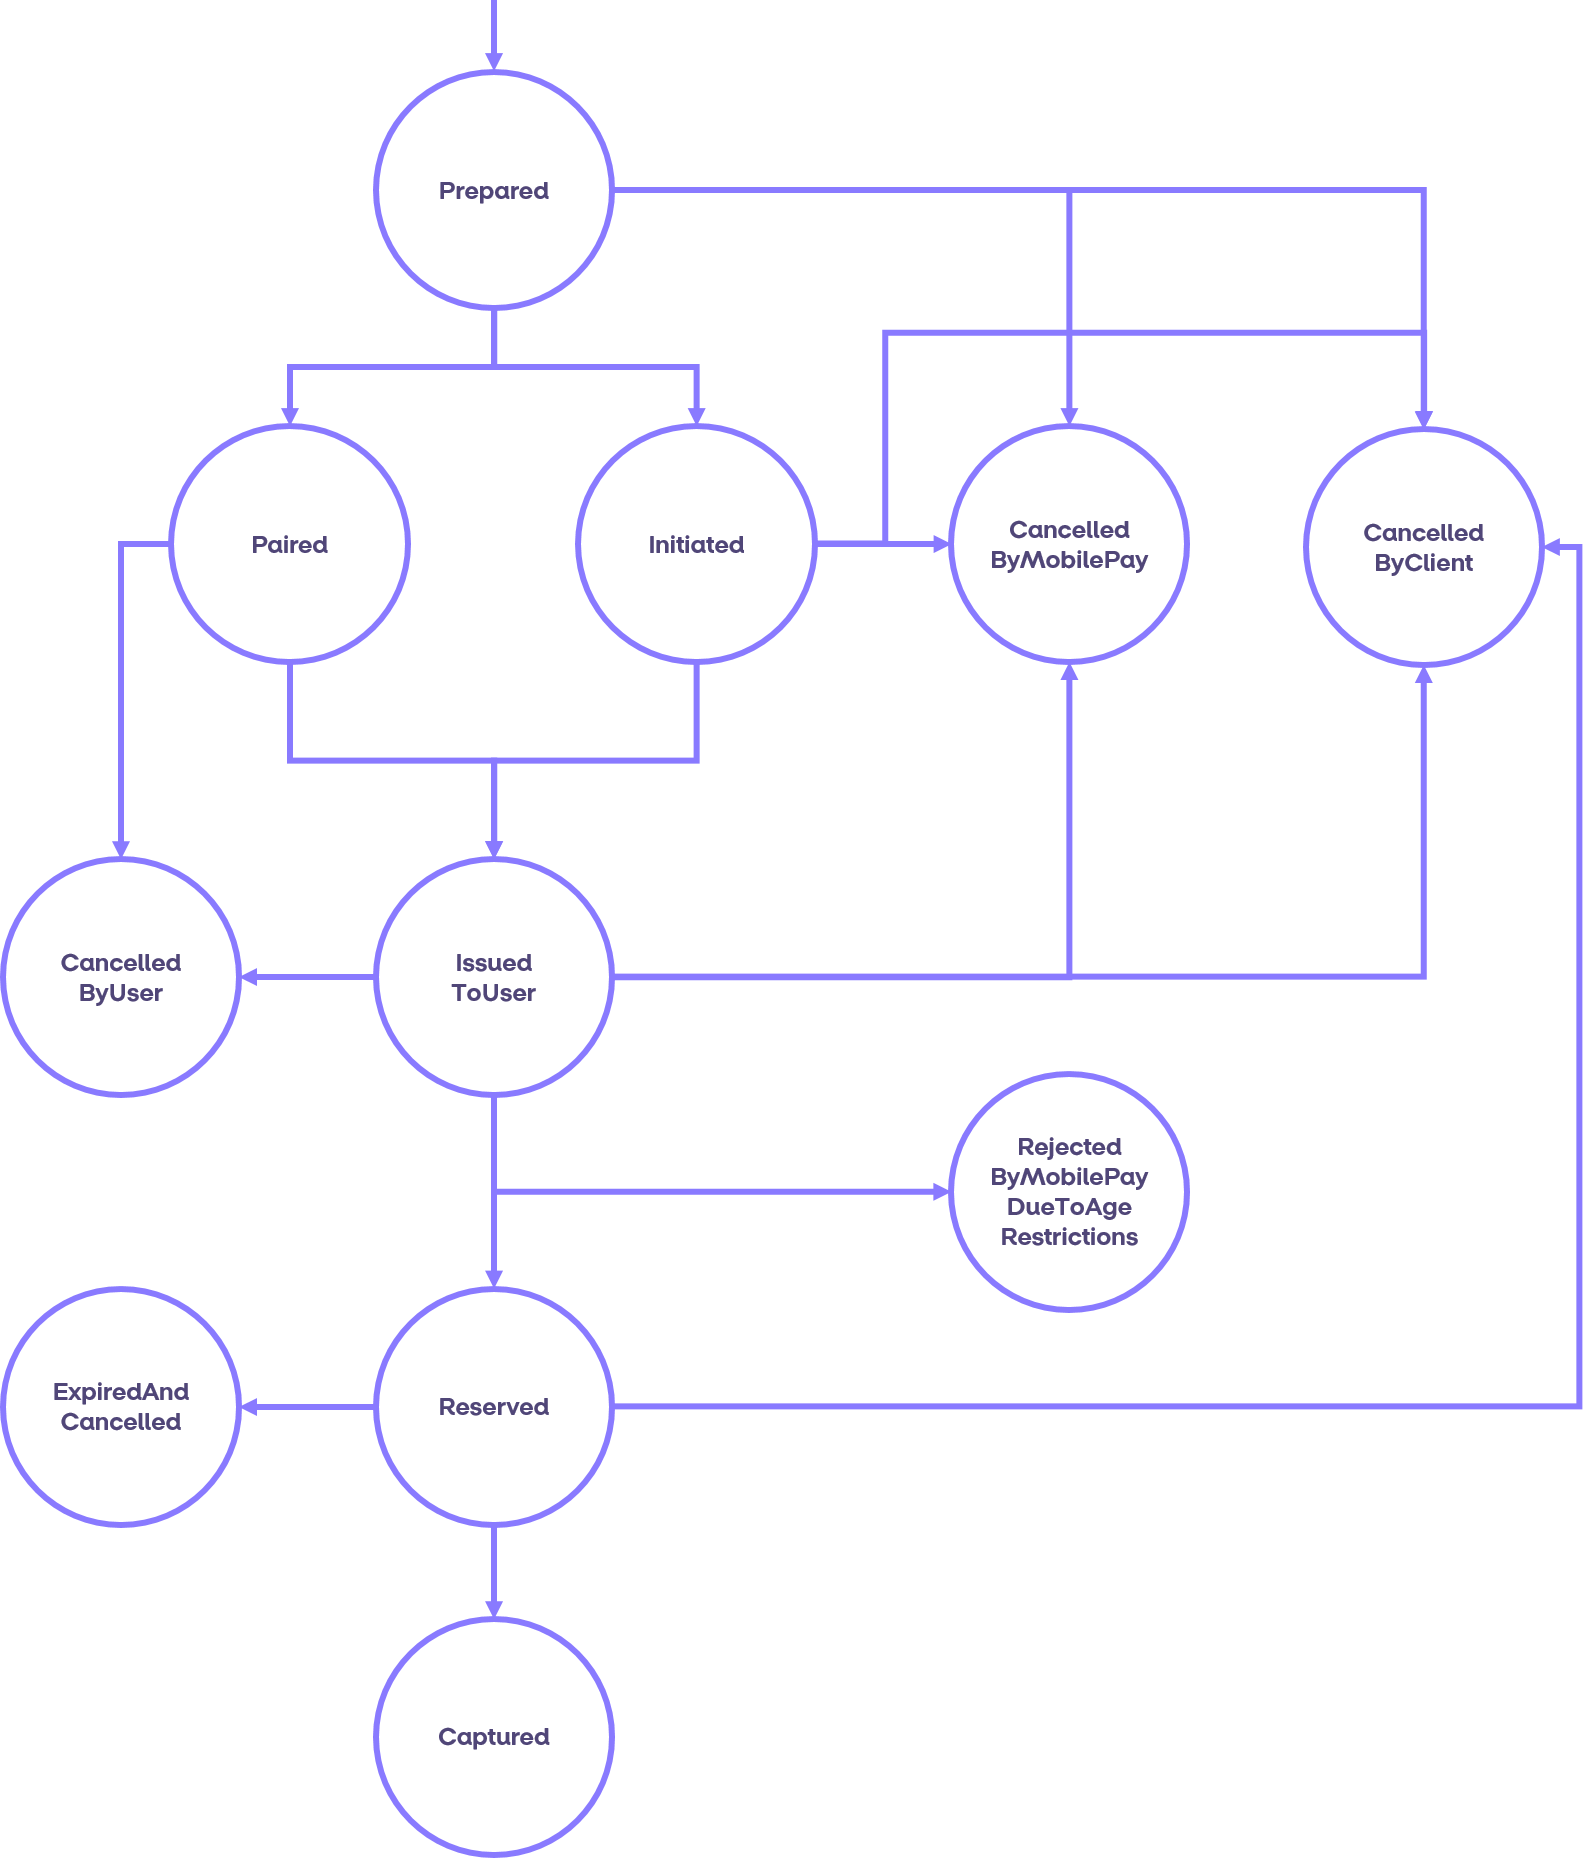 Prepared
Paired
Initiated
Cancelled
ByMobilePay
Cancelled
ByClient
Cancelled
ByUser
Issued
ToUser
Rejected
ByMobilePay
DueToAge
Restrictions
ExpiredAnd
Cancelled
Reserved
Captured